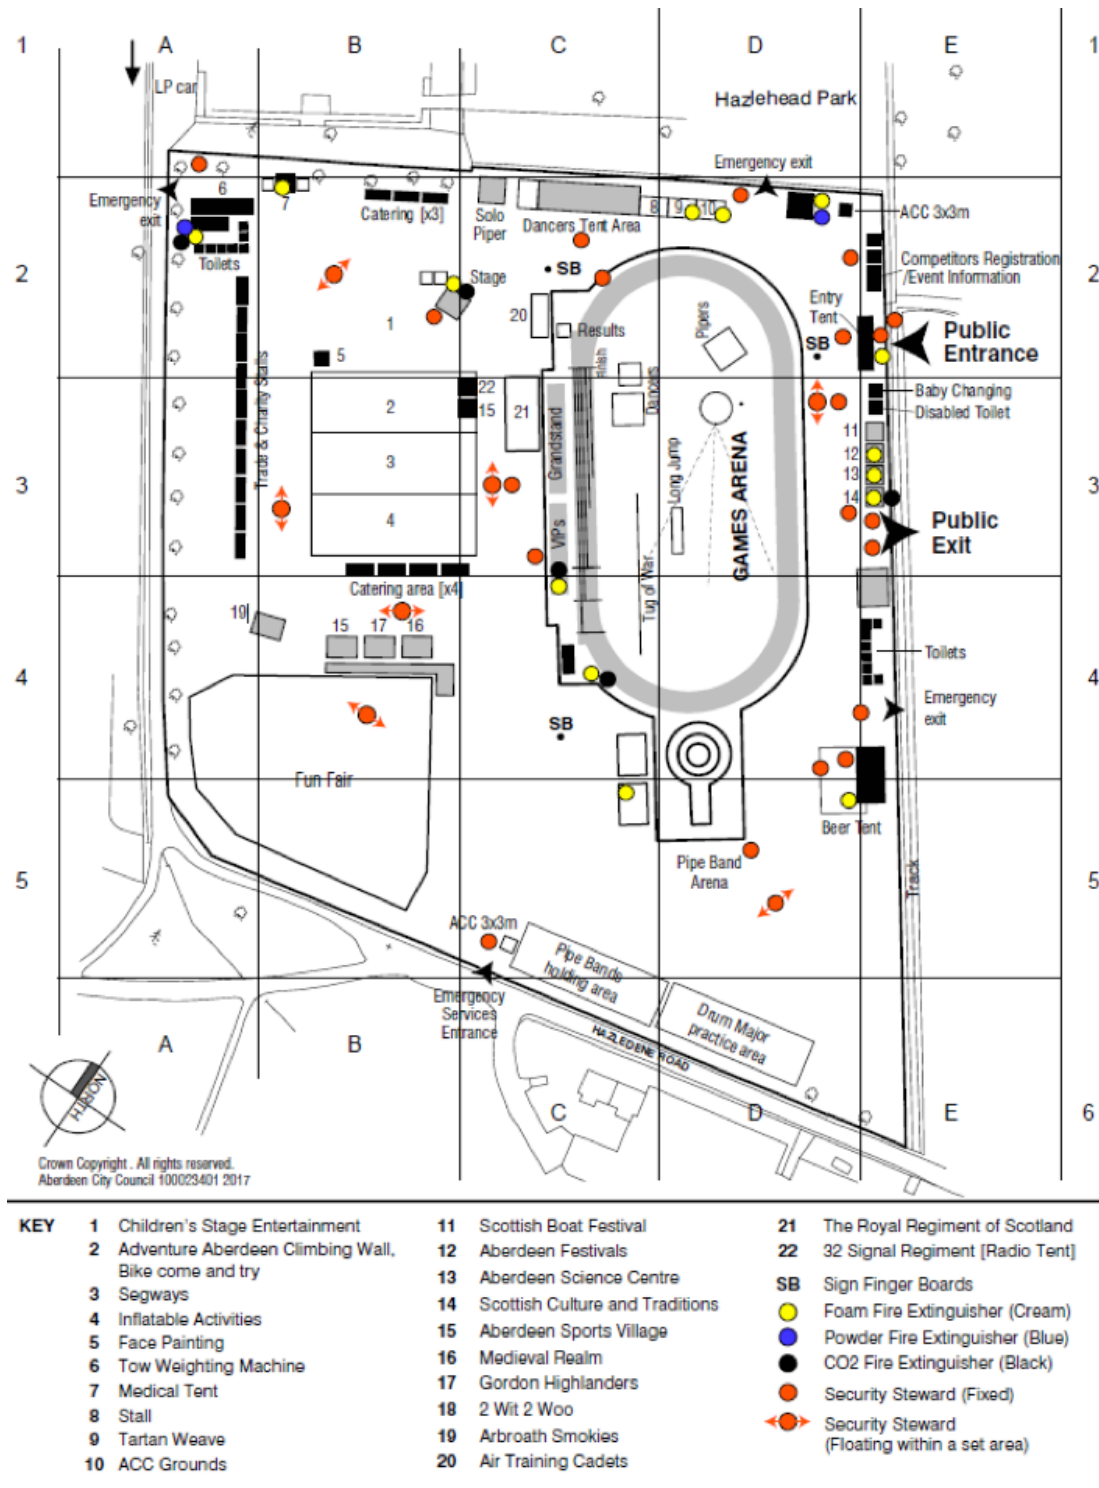 1 A B C D E 1
LP car
Hazlehead Park
Emergency exit
6
Emergency
exit
7
Catering [x3]
Solo
Piper
Dancers Tent Area
8 9 10
ACC 3x3m
Toilets
2
SB
Stage
Competitors Registration
/Event Information
2
Entry
Tent
1
20
Results
Pipers
SB
Public
Entrance
5
Finish
Trade & Charity Stalls
22
Baby Changing
2
15
21
Dancers
Disabled Toilet
Grandstand
11
12
3
3
Long Jump
GAMES ARENA
13
3
14
4
VIPs
Public
Exit
Tug of War
Catering area [x4]
19
15 17 16
Toilets
4
4
SB
Emergency
exit
Fun Fair
Beer Tent
Pipe Band
Arena
5
Track
5
ACC 3x3m
Pipe Bands
holding area
Emergency
Services
Entrance
Drum Major
practice area
HAZLEDENE ROAD
A B
NORTH
C D E 6
Crown Copyright . All rights reserved.
Aberdeen City Council 100023401 2017
KEY
1 Children's Stage Entertainment
2 Adventure Aberdeen Climbing Wall,
Bike come and try
3 Segways
4 Inflatable Activities
5 Face Painting
6 Tow Weighting Machine
7 Medical Tent
8 Stall
9 Tartan Weave
10 ACC Grounds
11 Scottish Boat Festival
12 Aberdeen Festivals
13 Aberdeen Science Centre
14 Scottish Culture and Traditions
15 Aberdeen Sports Village
16 Medieval Realm
17 Gordon Highlanders
18 2 Wit 2 Woo
19 Arbroath Smokies
20 Air Training Cadets
21 The Royal Regiment of Scotland
22 32 Signal Regiment [Radio Tent]
SB Sign Finger Boards
Foam Fire Extinguisher (Cream)
Powder Fire Extinguisher (Blue)
CO2 Fire Extinguisher (Black)
Security Steward (Fixed)
Security Steward
(Floating within a set area)